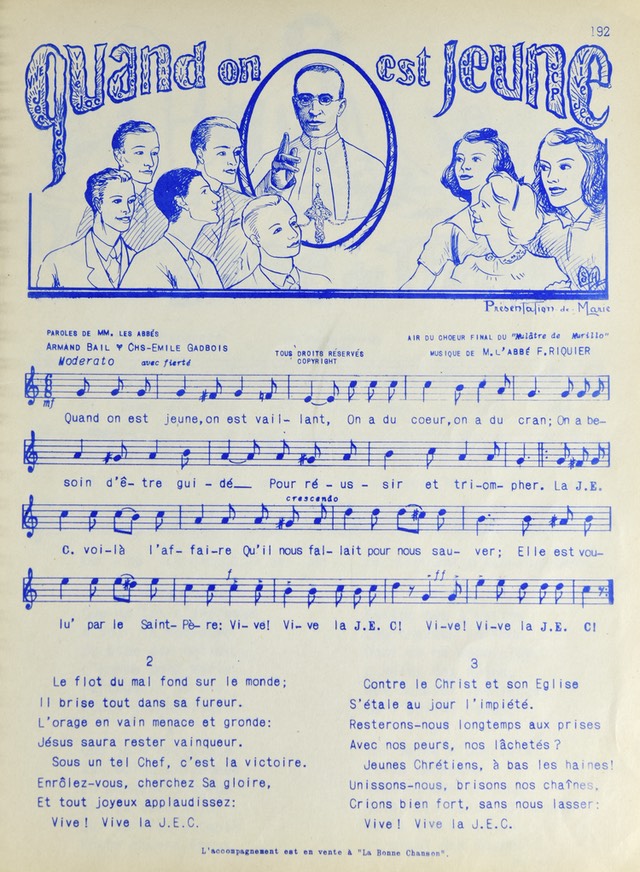 192
quand on est jeune
Présentation de Marie
PAROLES DE MM. LES ABBÉS
ARMAND BAIL & CHS-EMILE GADBOIS
TOUS DROITS RÉSERVÉS
COPYRIGHT
AIR DU CHOEUR FINAL DU "Mulâtre de Murillo"
MUSIQUE DE M. L'ABBÉ F. RIQUIER
Moderato avec fierté
mf
Quand on est jeune, on est vail- lant, On a du coeur, on a du cran; On a be-
soin d'ê- tre gui - dé__ Pour ré - us - sir et tri-om- pher. La J.E.
crescendo
C. voi-là l'af- fai-re Qu'il nous fal- lait pour nous sau- ver; Elle est vou-
f ff
lu' par le Saint-Pè- re: Vi- ve! Vi- ve la J.E. C! Vi-ve! Vi-ve la J.E. C!
2
Le flot du mal fond sur le monde;
Il brise tout dans sa fureur.
L'orage en vain menace et gronde:
Jésus saura rester vainqueur.
Sous un tel Chef, c'est la victoire.
Enrôlez-vous, cherchez Sa gloire,
Et tout joyeux applaudissez:
Vive! Vive la J.E.C.
3
Contre le Christ et son Eglise
S'étale au jour l'impiété.
Resterons-nous longtemps aux prises
Avec nos peurs, nos lâchetés?
Jeunes Chrétiens, à bas les haines!
Unissons-nous, brisons nos chaînes,
Crions bien fort, sans nous lasser:
Vive! Vive la J.E.C.
L'accompagnement est en vente à "La Bonne Chanson".